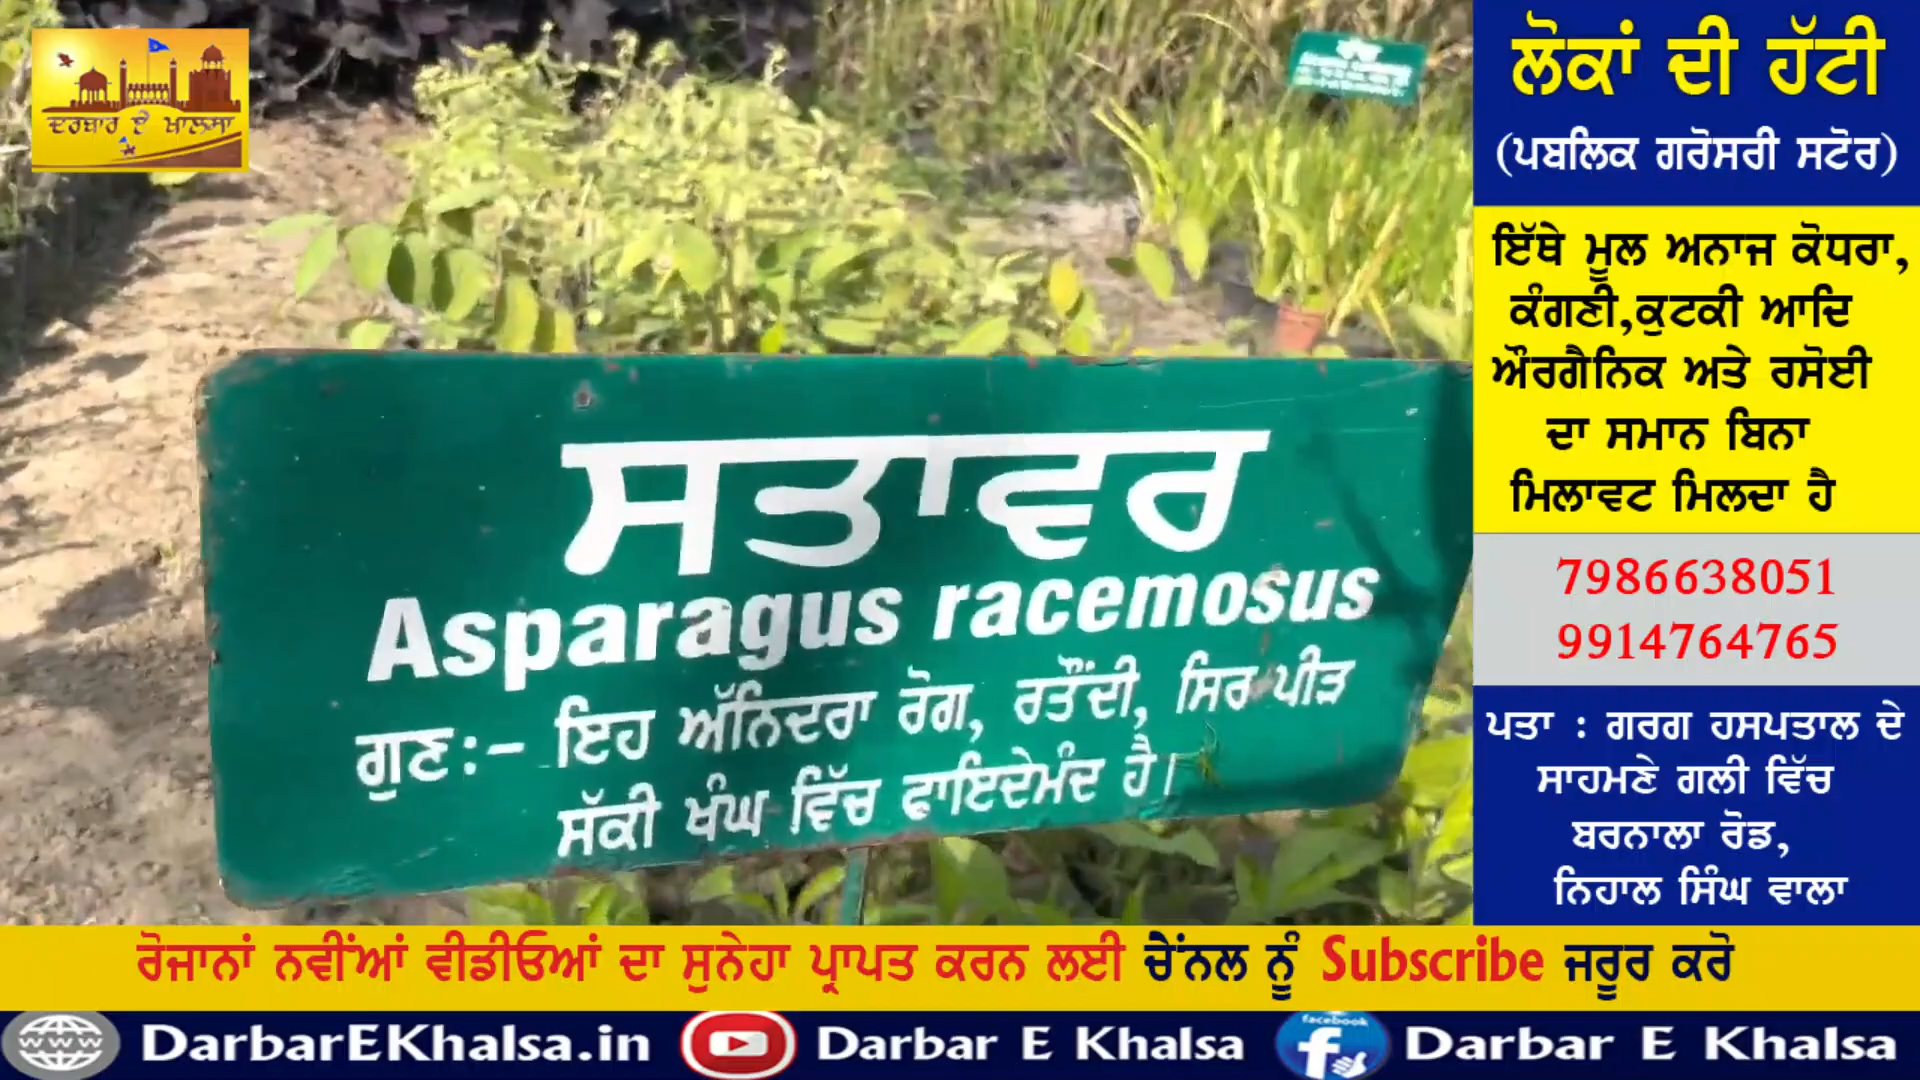 ਦਰਬਾਰ ਏ ਖਾਲਸਾ
ਸਤਾਵਰ
Asparagus racemosus
ਗੁਣ:– ਇਹ ਅੱਨਿਦਰਾ ਰੋਗ, ਰਤੌਂਦੀ, ਸਿਰ ਪੀੜ
ਸੱਕੀ ਖੰਘ ਵਿੱਚ ਫਾਇਦੇਮੰਦ ਹੈ।
ਲੋਕਾਂ ਦੀ ਹੱਟੀ
(ਪਬਲਿਕ ਗਰੋਸਰੀ ਸਟੋਰ)
ਇੱਥੇ ਮੂਲ ਅਨਾਜ ਕੋਧਰਾ,
ਕੰਗਣੀ,ਕੁਟਕੀ ਆਦਿ
ਔਰਗੈਨਿਕ ਅਤੇ ਰਸੋਈ
ਦਾ ਸਮਾਨ ਬਿਨਾ
ਮਿਲਾਵਟ ਮਿਲਦਾ ਹੈ
7986638051
9914764765
ਪਤਾ : ਗਰਗ ਹਸਪਤਾਲ ਦੇ
ਸਾਹਮਣੇ ਗਲੀ ਵਿੱਚ
ਬਰਨਾਲਾ ਰੋਡ,
ਨਿਹਾਲ ਸਿੰਘ ਵਾਲਾ
ਰੋਜਾਨਾਂ ਨਵੀਂਆਂ ਵੀਡੀਓਆਂ ਦਾ ਸੁਨੇਹਾ ਪ੍ਰਾਪਤ ਕਰਨ ਲਈ ਚੈਂਨਲ ਨੂੰ Subscribe ਜਰੂਰ ਕਰੋ
www DarbarEKhalsa.in Darbar E Khalsa facebook Darbar E Khalsa